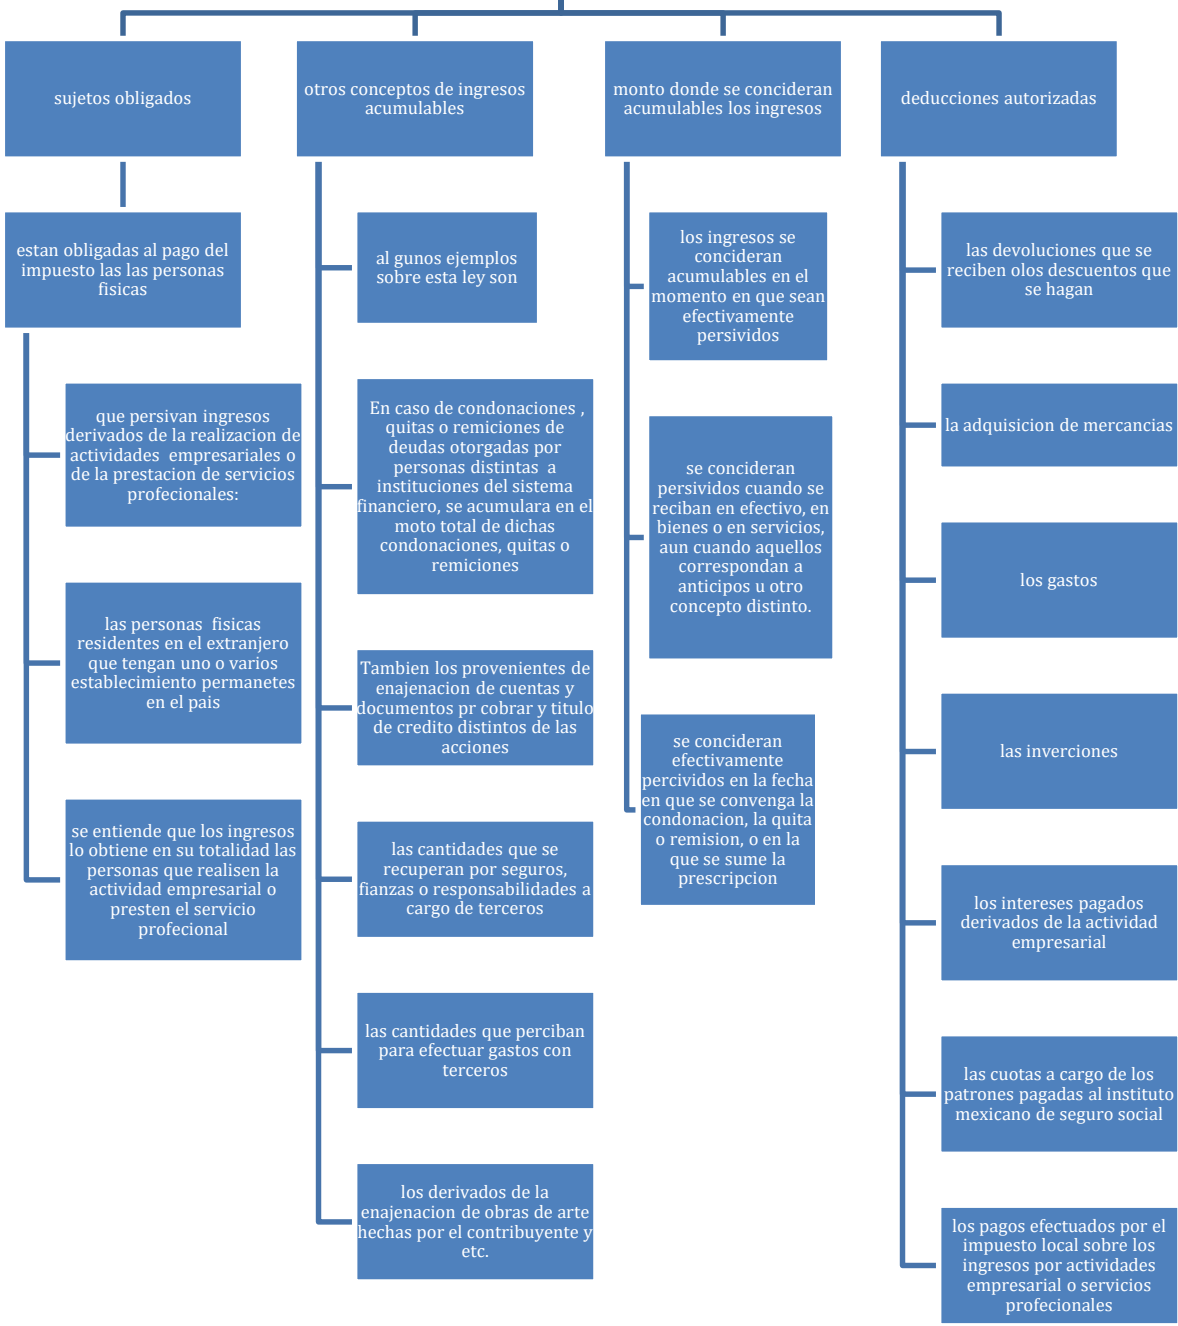 sujetos obligados
estan obligadas al pago del
impuesto las las personas
fisicas
que persivan ingresos
derivados de la realizacion de
actividades empresariales o
de la prestacion de servicios
profecionales:
las personas fisicas
residentes en el extranjero
que tengan uno o varios
establecimiento permanetes
en el pais
se entiende que los ingresos
lo obtiene en su totalidad las
personas que realisen la
actividad empresarial o
presten el servicio
profecional
otros conceptos de ingresos
acumulables
al gunos ejemplos
sobre esta ley son
En caso de condonaciones ,
quitas o remiciones de
deudas otorgadas por
personas distintas a
instituciones del sistema
financiero, se acumulara en el
moto total de dichas
condonaciones, quitas o
remiciones
Tambien los provenientes de
enajenacion de cuentas y
documentos pr cobrar y titulo
de credito distintos de las
acciones
las cantidades que se
recuperan por seguros,
fianzas o responsabilidades a
cargo de terceros
las cantidades que perciban
para efectuar gastos con
terceros
los derivados de la
enajenacion de obras de arte
hechas por el contribuyente y
etc.
monto donde se concideran
acumulables los ingresos
los ingresos se
concideran
acumulables en el
momento en que sean
efectivamente
persividos
se concideran
persividos cuando se
reciban en efectivo, en
bienes o en servicios,
aun cuando aquellos
correspondan a
anticipos u otro
concepto distinto.
se concideran
efectivamente
percividos en la fecha
en que se convenga la
condonacion, la quita
o remision, o en la
que se sume la
prescripcion
deducciones autorizadas
las devoluciones que se
reciben olos descuentos que
se hagan
la adquisicion de mercancias
los gastos
las inverciones
los intereses pagados
derivados de la actividad
empresarial
las cuotas a cargo de los
patrones pagadas al instituto
mexicano de seguro social
los pagos efectuados por el
impuesto local sobre los
ingresos por actividades
empresarial o servicios
profecionales